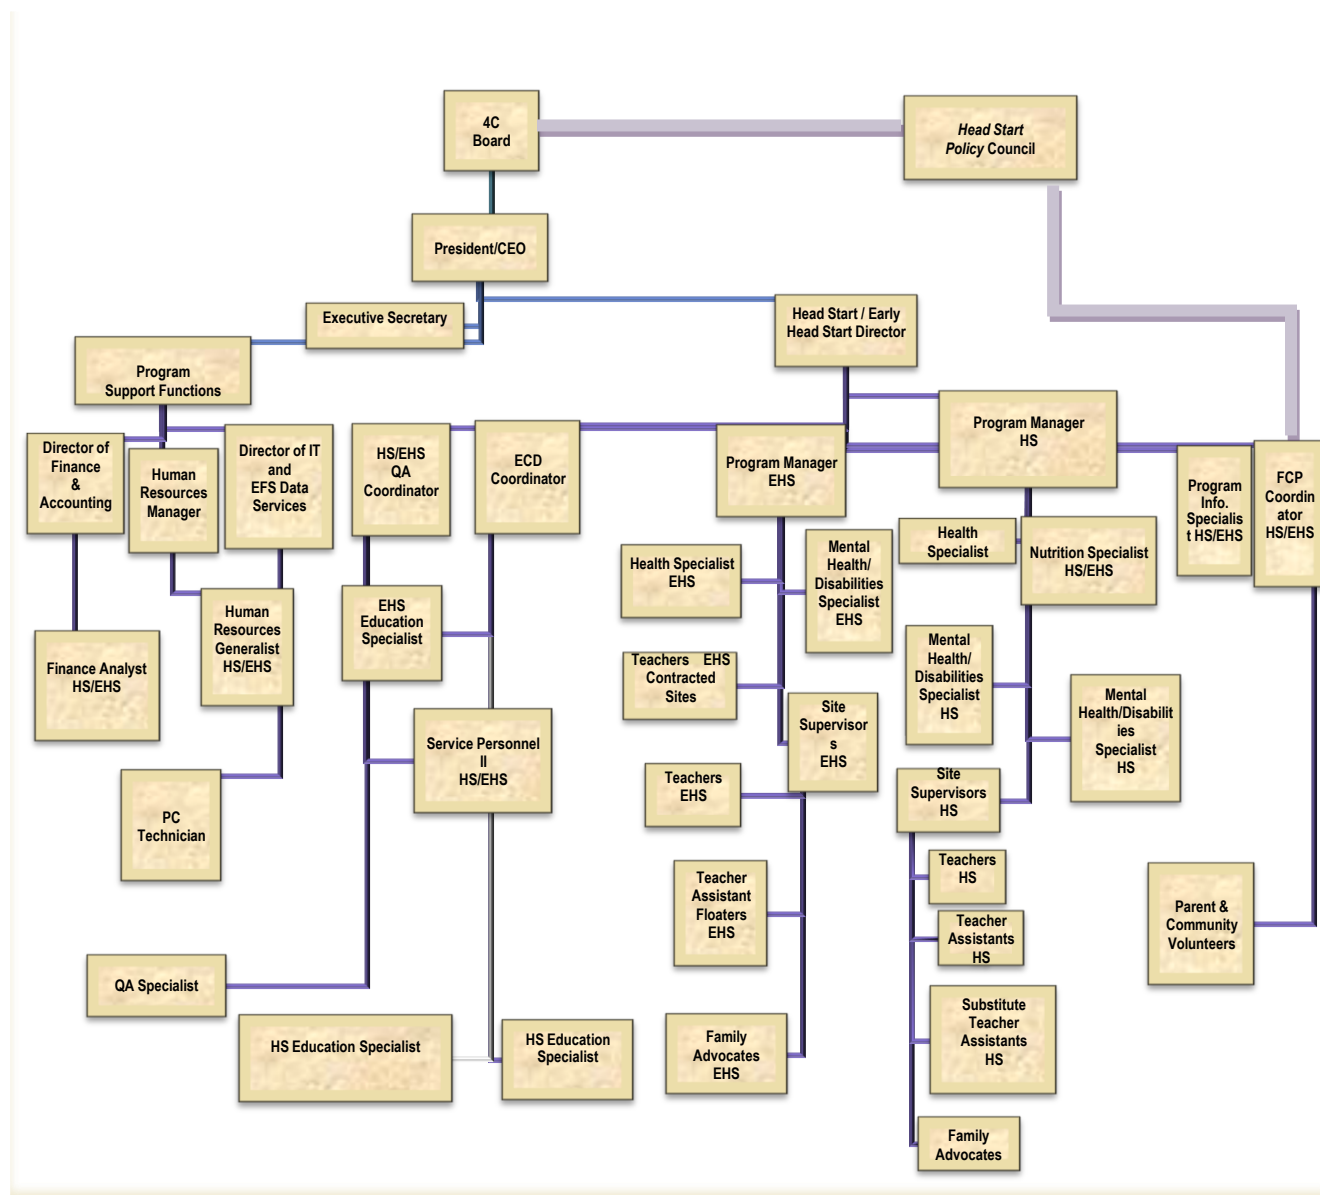 4C
Board
Head Start
Policy Council
President/CEO
Executive Secretary
Head Start / Early
Head Start Director
Program
Support Functions
Director of
Finance
&
Accounting
Human
Resources
Manager
Director of IT
and
EFS Data
Services
HS/EHS
QA
Coordinator
ECD
Coordinator
Program Manager
EHS
Program Manager
HS
Program
Info.
Specialis
t HS/EHS
FCP
Coordin
ator
HS/EHS
Health
Specialist
Nutrition Specialist
HS/EHS
Health Specialist
EHS
Mental
Health/
Disabilities
Specialist
EHS
EHS
Education
Specialist
Human
Resources
Generalist
HS/EHS
Finance Analyst
HS/EHS
Teachers EHS
Contracted
Sites
Mental
Health/
Disabilities
Specialist
HS
Mental
Health/Disabilit
ies
Specialist
HS
Site
Supervisor
s
EHS
Service Personnel
II
HS/EHS
Teachers
EHS
Site
Supervisors
HS
PC
Technician
Teachers
HS
Teacher
Assistant
Floaters
EHS
Teacher
Assistants
HS
Parent &
Community
Volunteers
QA Specialist
Substitute
Teacher
Assistants
HS
HS Education Specialist
HS Education
Specialist
Family
Advocates
EHS
Family
Advocates